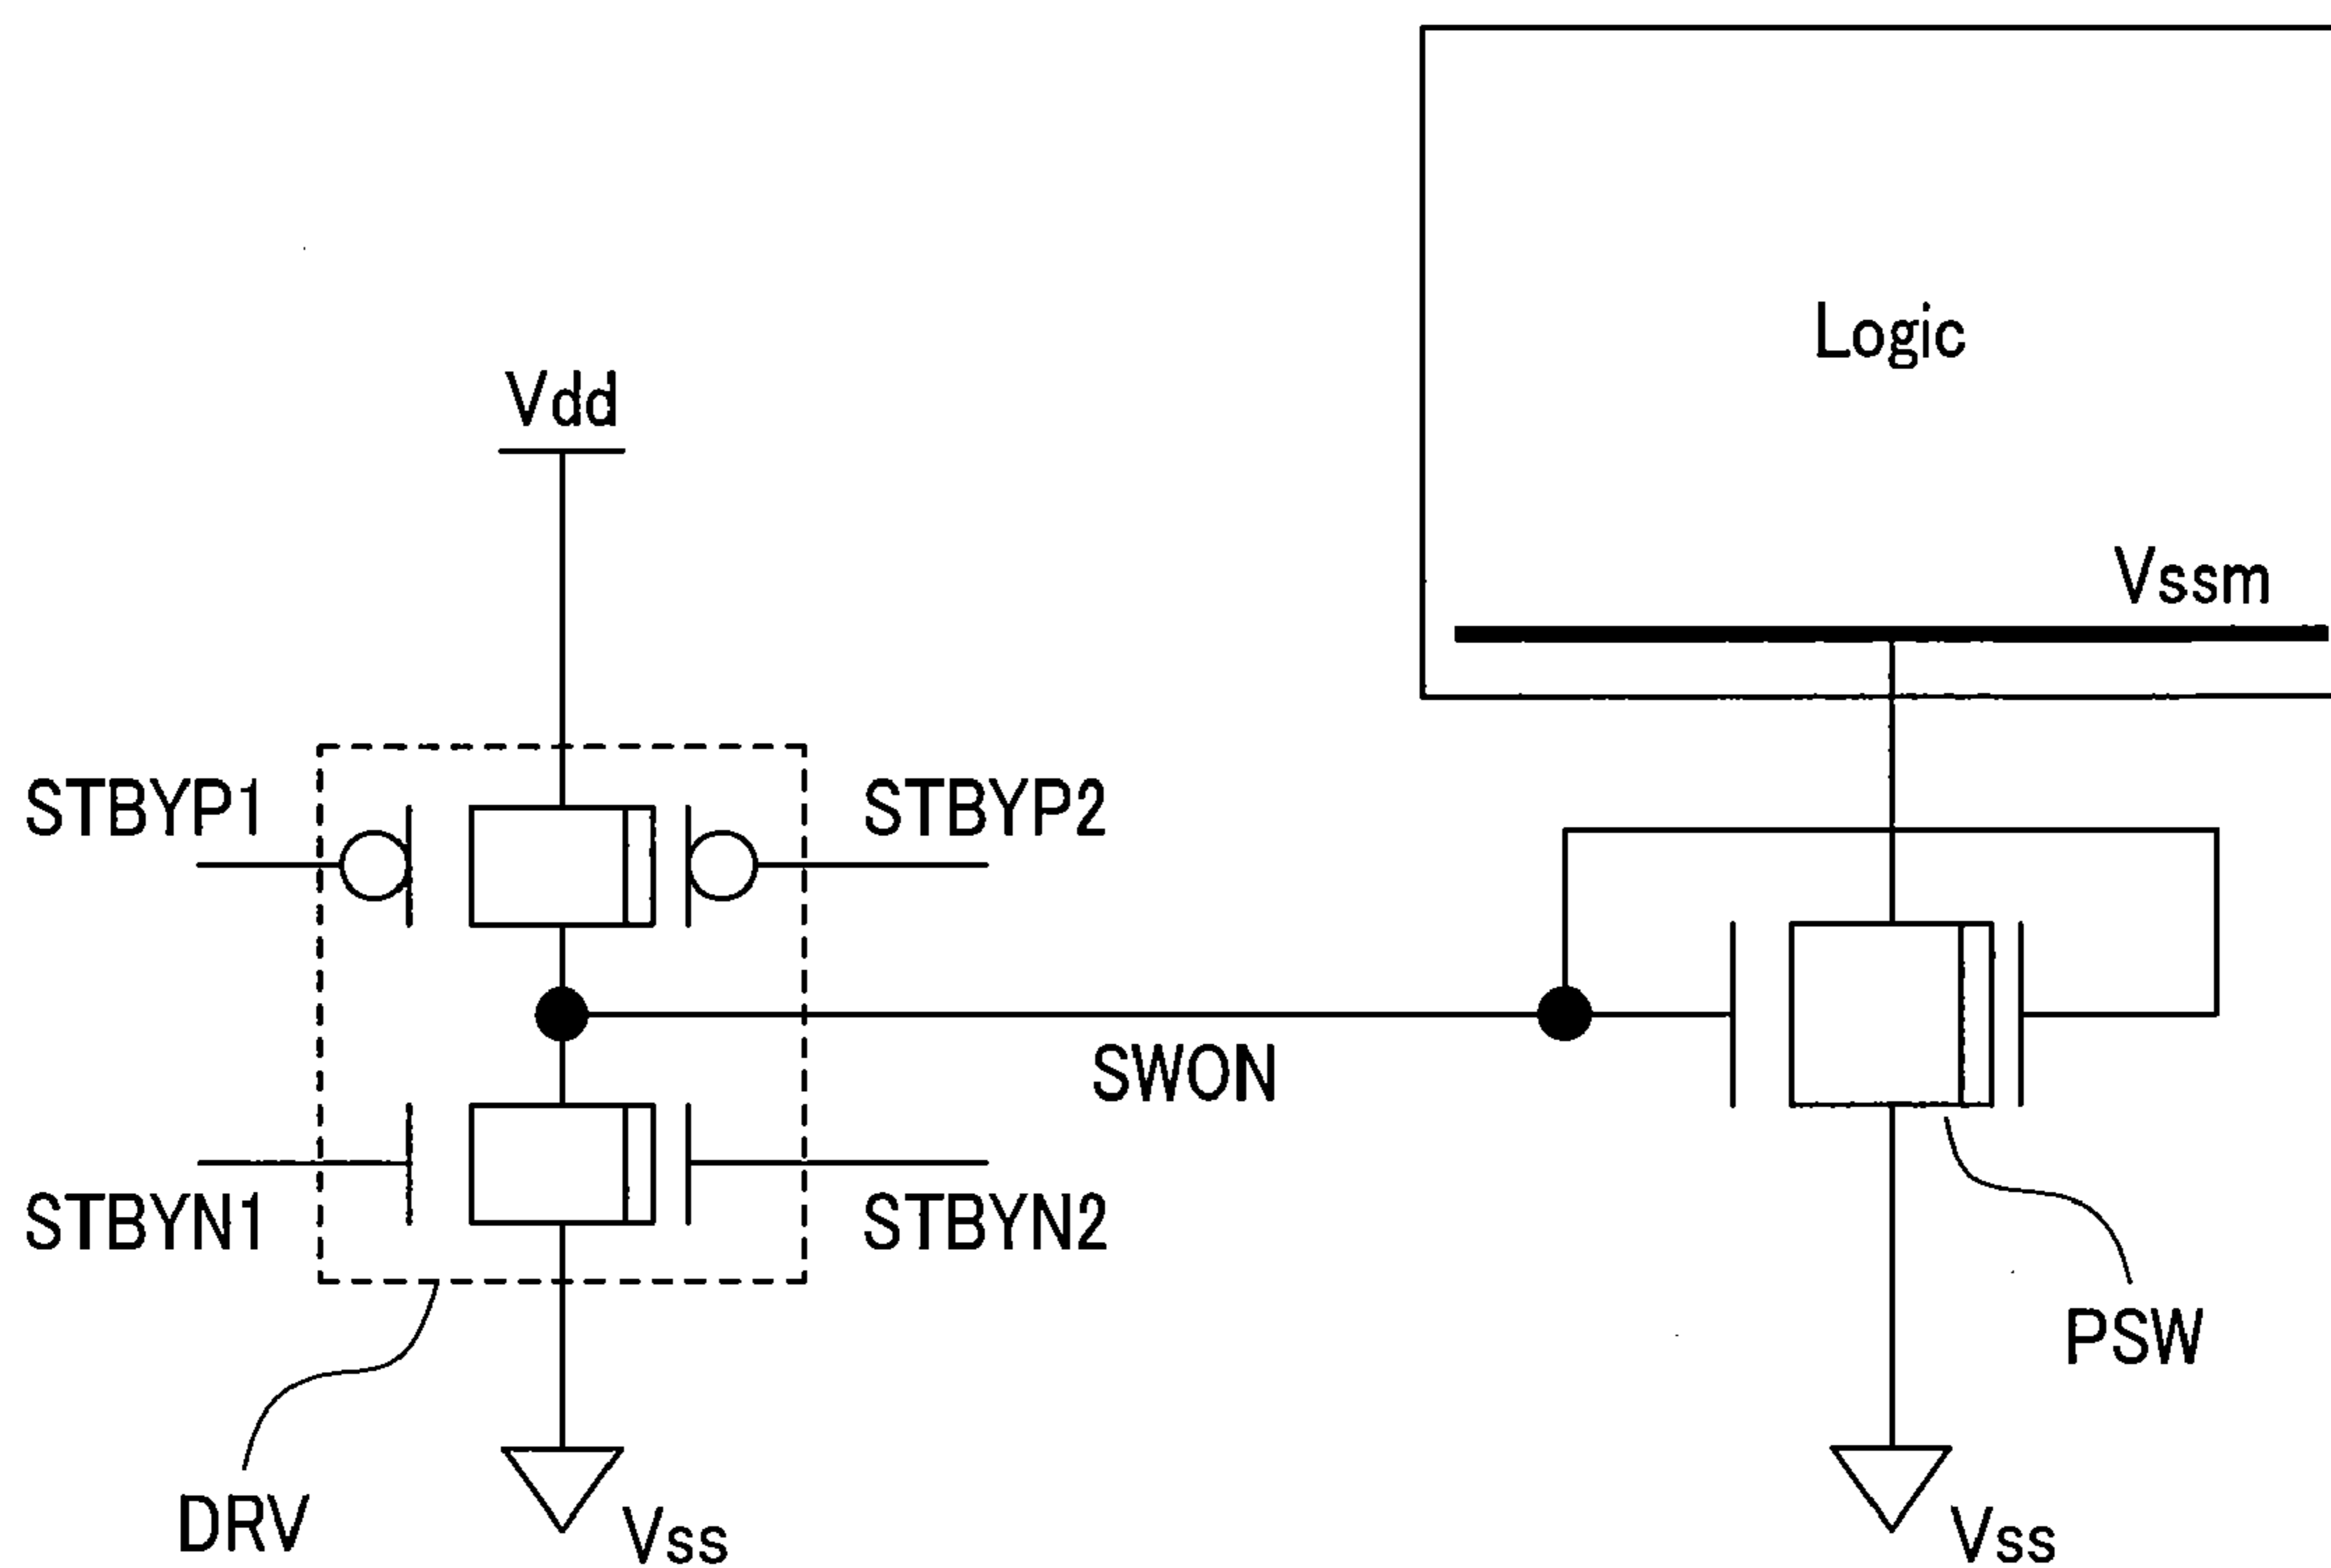 Logic
Vdd
Vssm
STBYP1
STBYP2
SWON
STBYN1
STBYN2
PSW
DRV
Vss
Vss